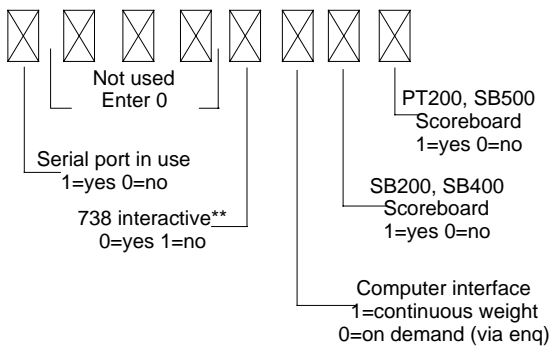 Not used
Enter 0
PT200, SB500
Scoreboard
1=yes 0=no
Serial port in use
1=yes 0=no
SB200, SB400
Scoreboard
1=yes 0=no
738 interactive**
0=yes 1=no
Computer interface
1=continuous weight
0=on demand (via enq)